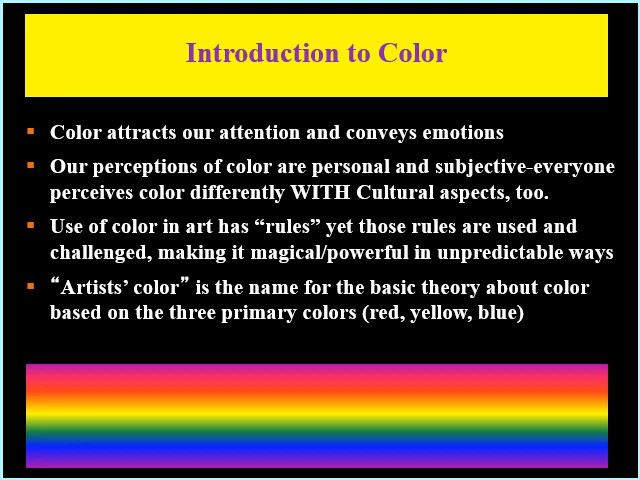 Introduction to Color
▪ Color attracts our attention and conveys emotions
▪ Our perceptions of color are personal and subjective-everyone
perceives color differently WITH Cultural aspects, too.
▪ Use of color in art has “rules” yet those rules are used and
challenged, making it magical/powerful in unpredictable ways
▪ “Artists’ color” is the name for the basic theory about color
based on the three primary colors (red, yellow, blue)